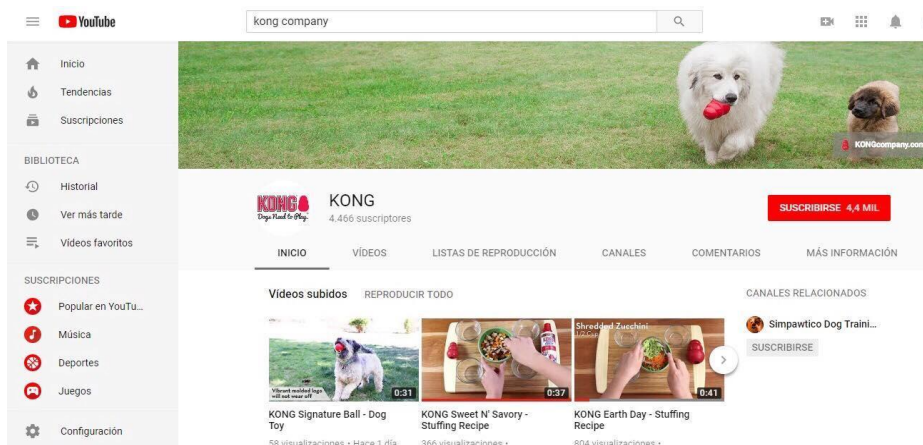 YouTube
kong company
Inicio
Tendencias
Suscripciones
BIBLIOTECA
Historial
Ver más tarde
Vídeos favoritos
SUSCRIPCIONES
Popular en YouTu...
Música
Deportes
Juegos
Configuración
KONGcompany.com
KONG
Dogs Need to Play.
KONG
4.466 suscriptores
SUSCRIBIRSE 4,4 MIL
INICIO
VÍDEOS
LISTAS DE REPRODUCCIÓN
CANALES
COMENTARIOS
MÁS INFORMACIÓN
Vídeos subidos
REPRODUCIR TODO
Vibrant molded logo
will not wear off
0:31
KONG Signature Ball - Dog
Toy
58 visualizaciones • Hace 1 día
0:37
KONG Sweet N' Savory -
Stuffing Recipe
366 visualizaciones •
Shredded Zucchini
1/2 Cup
0:41
KONG Earth Day - Stuffing
Recipe
804 visualizaciones •
CANALES RELACIONADOS
Simpawtico Dog Traini...
SUSCRIBIRSE